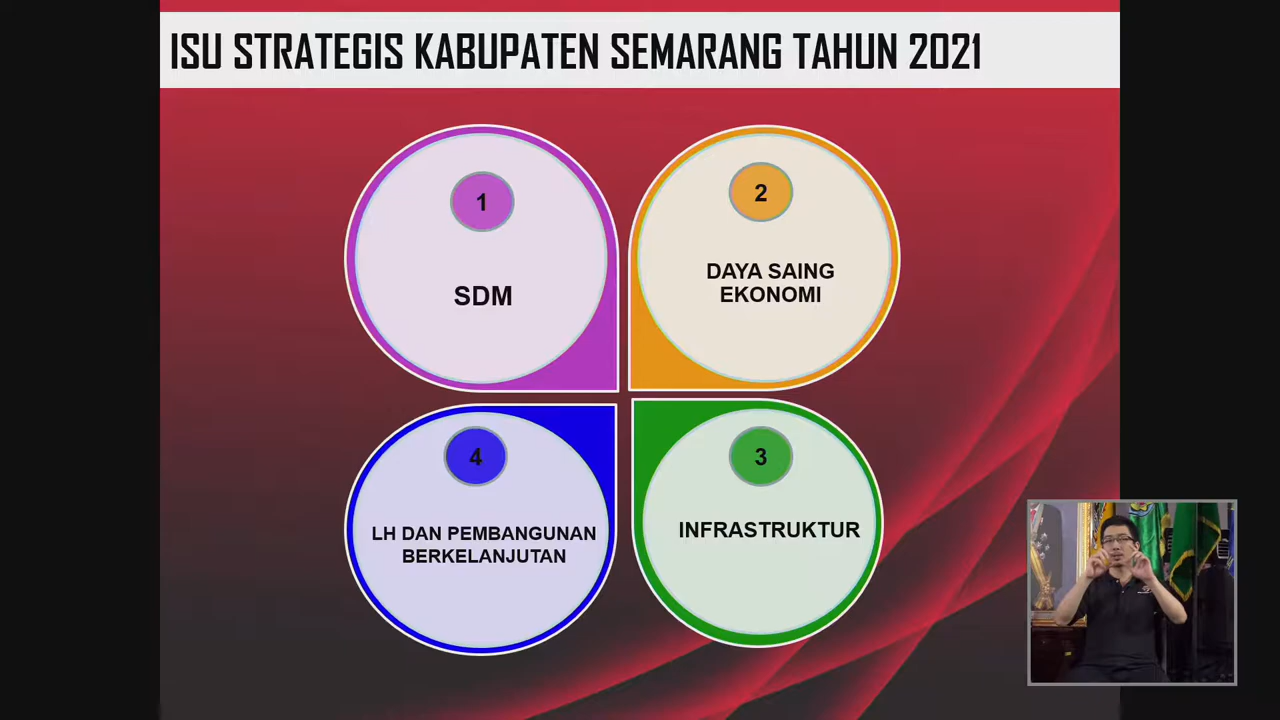 ISU STRATEGIS KABUPATEN SEMARANG TAHUN 2021
1
SDM
2
DAYA SAING
EKONOMI
4
LH DAN PEMBANGUNAN
BERKELANJUTAN
3
INFRASTRUKTUR